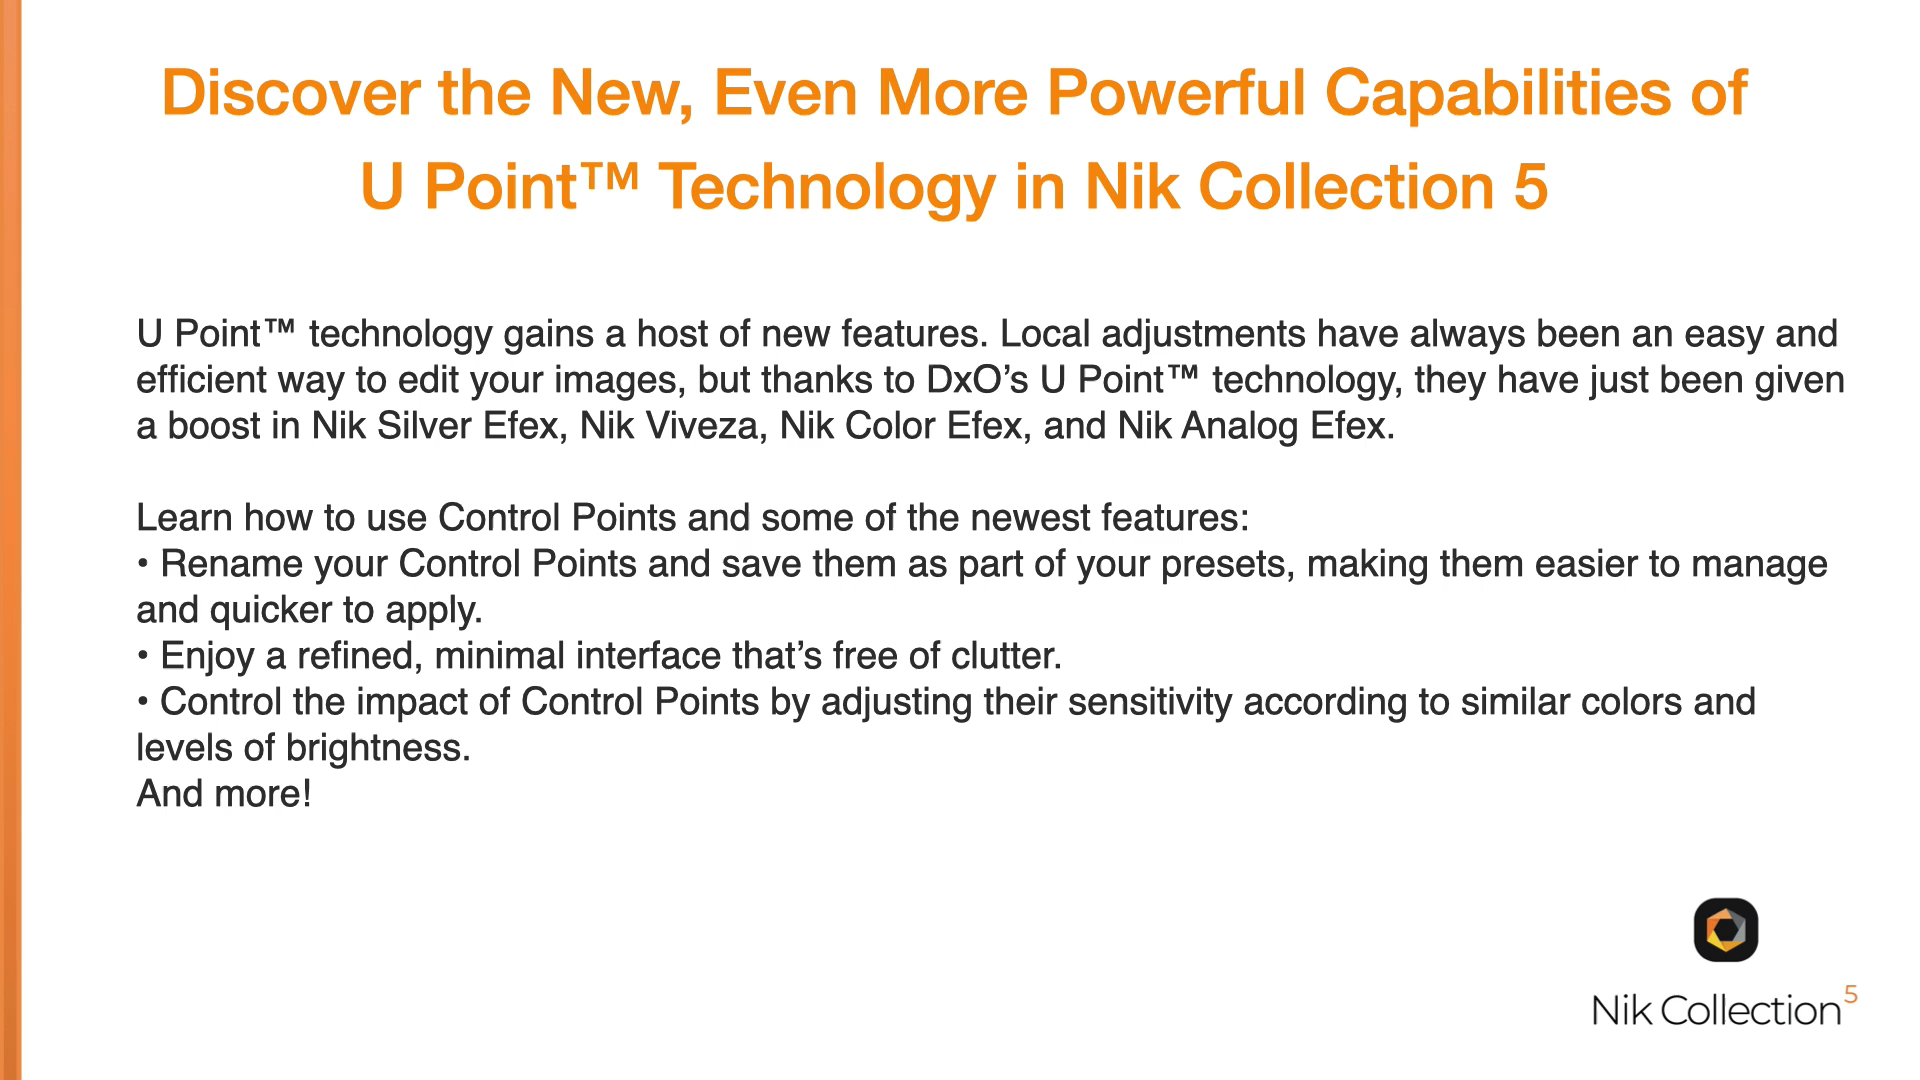 Discover the New, Even More Powerful Capabilities of
U Point™ Technology in Nik Collection 5
U Point™ technology gains a host of new features. Local adjustments have always been an easy and
efficient way to edit your images, but thanks to DxO’s U Point™ technology, they have just been given
a boost in Nik Silver Efex, Nik Viveza, Nik Color Efex, and Nik Analog Efex.
Learn how to use Control Points and some of the newest features:
• Rename your Control Points and save them as part of your presets, making them easier to manage
and quicker to apply.
• Enjoy a refined, minimal interface that’s free of clutter.
• Control the impact of Control Points by adjusting their sensitivity according to similar colors and
levels of brightness.
And more!
Nik Collection 5